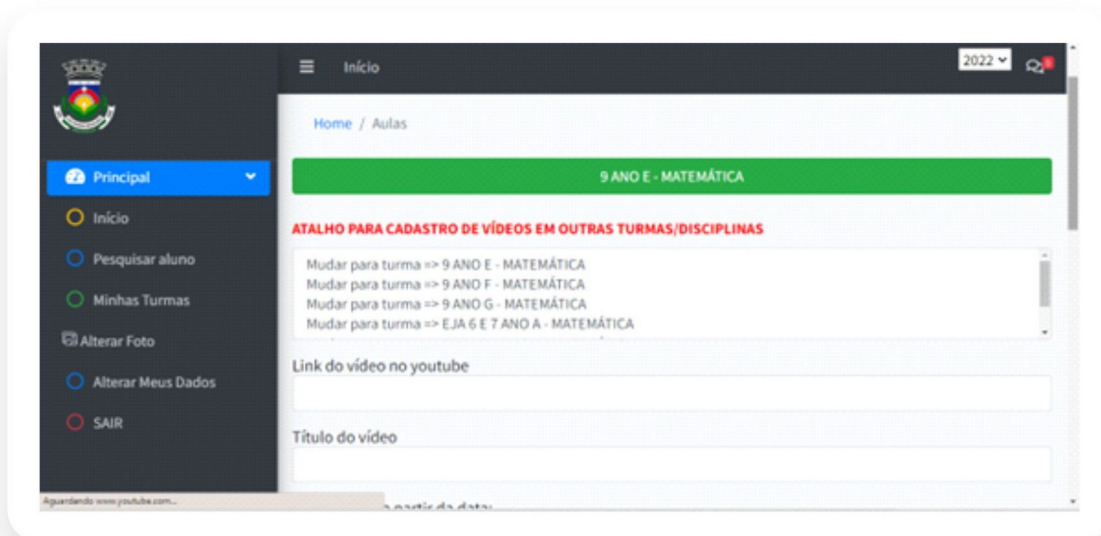 Início
2022
Home / Aulas
Principal
Início
Pesquisar aluno
Minhas Turmas
Alterar Foto
Alterar Meus Dados
SAIR
9 ANO E - MATEMÁTICA
ATALHO PARA CADASTRO DE VÍDEOS EM OUTRAS TURMAS/DISCIPLINAS
Mudar para turma => 9 ANO E - MATEMÁTICA
Mudar para turma => 9 ANO F - MATEMÁTICA
Mudar para turma => 9 ANO G - MATEMÁTICA
Mudar para turma => EJA 6 E 7 ANO A - MATEMÁTICA
Link do vídeo no youtube
Título do vídeo
a partir da data:
Aguardando www.youtube.com...